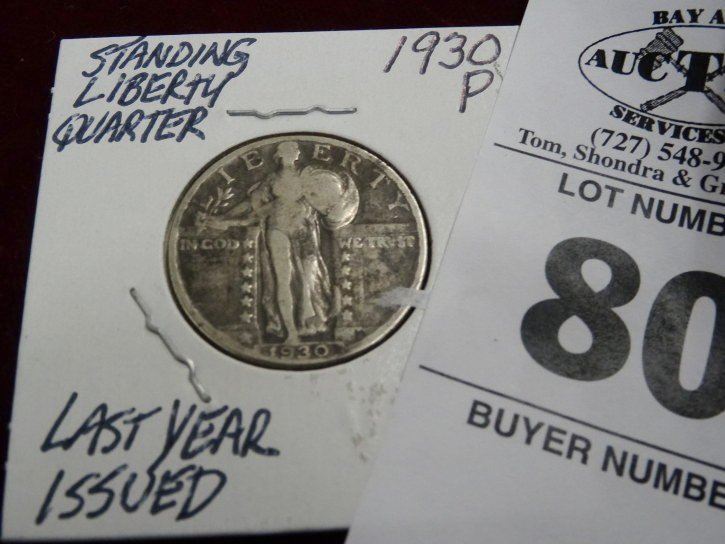 STANDING
LIBERTY
QUARTER
1930
P
LIBERTY
IN GOD WE TRUST
1930
LAST YEAR
ISSUED
BAY A
AUCT
SERVICES
(727) 548-9
Tom, Shondra & G
LOT NUMB
80
BUYER NUMBE